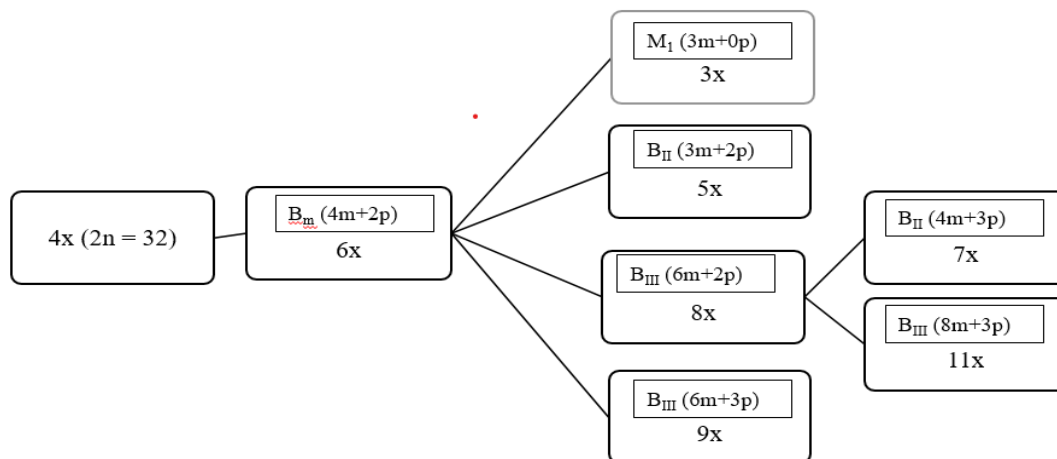 4x (2n = 32)
Bm (4m+2p)
6x
M1 (3m+0p)
3x
BII (3m+2p)
5x
BIII (6m+2p)
8x
BIII (6m+3p)
9x
BII (4m+3p)
7x
BIII (8m+3p)
11x